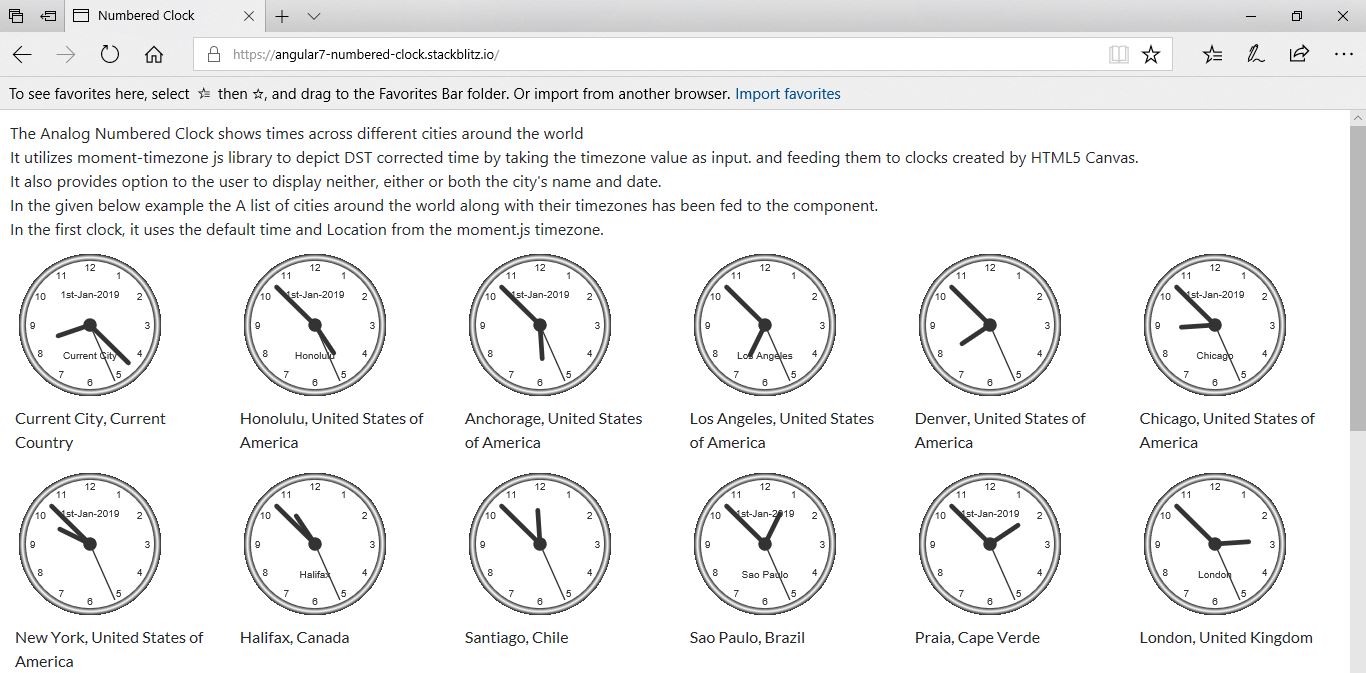 Numbered Clock
https://angular7-numbered-clock.stackblitz.io/
To see favorites here, select then , and drag to the Favorites Bar folder. Or import from another browser. Import favorites
The Analog Numbered Clock shows times across different cities around the world
It utilizes moment-timezone js library to depict DST corrected time by taking the timezone value as input. and feeding them to clocks created by HTML5 Canvas.
It also provides option to the user to display neither, either or both the city's name and date.
In the given below example the A list of cities around the world along with their timezones has been fed to the component.
In the first clock, it uses the default time and Location from the moment.js timezone.
12
11 1
10 1st-Jan-2019 2
9 3
8 Current City 4
7 5
6
Current City, Current
Country
12
11 1
10 1st-Jan-2019 2
9 3
8 Honolulu 4
7 5
6
Honolulu, United States of
America
12
11 1
10 1st-Jan-2019 2
9 3
8 4
7 5
6
Anchorage, United States
of America
12
11 1
10 2
9 3
8 Los Angeles 4
7 5
6
Los Angeles, United States
of America
12
11 1
10 2
9 3
8 4
7 5
6
Denver, United States of
America
12
11 1
10 1st-Jan-2019 2
9 3
8 Chicago 4
7 5
6
Chicago, United States of
America
12
11 1
10 1st-Jan-2019 2
9 3
8 4
7 5
6
New York, United States of
America
12
11 1
10 2
9 3
8 Halifax 4
7 5
6
Halifax, Canada
12
11 1
10 2
9 3
8 4
7 5
6
Santiago, Chile
12
11 1
10 1st-Jan-2019 2
9 3
8 Sao Paulo 4
7 5
6
Sao Paulo, Brazil
12
11 1
10 1st-Jan-2019 2
9 3
8 4
7 5
6
Praia, Cape Verde
12
11 1
10 2
9 3
8 London 4
7 5
6
London, United Kingdom